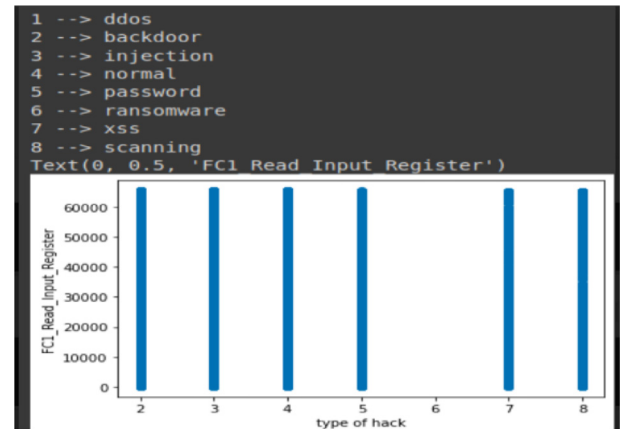 1 --> ddos
2 --> backdoor
3 --> injection
4 --> normal
5 --> password
6 --> ransomware
7 --> xss
8 --> scanning
Text(0, 0.5, 'FC1_Read_Input_Register')
60000
50000
40000
30000
20000
10000
0
FC1_Read_Input_Register
2 3 4 5 6 7 8
type of hack